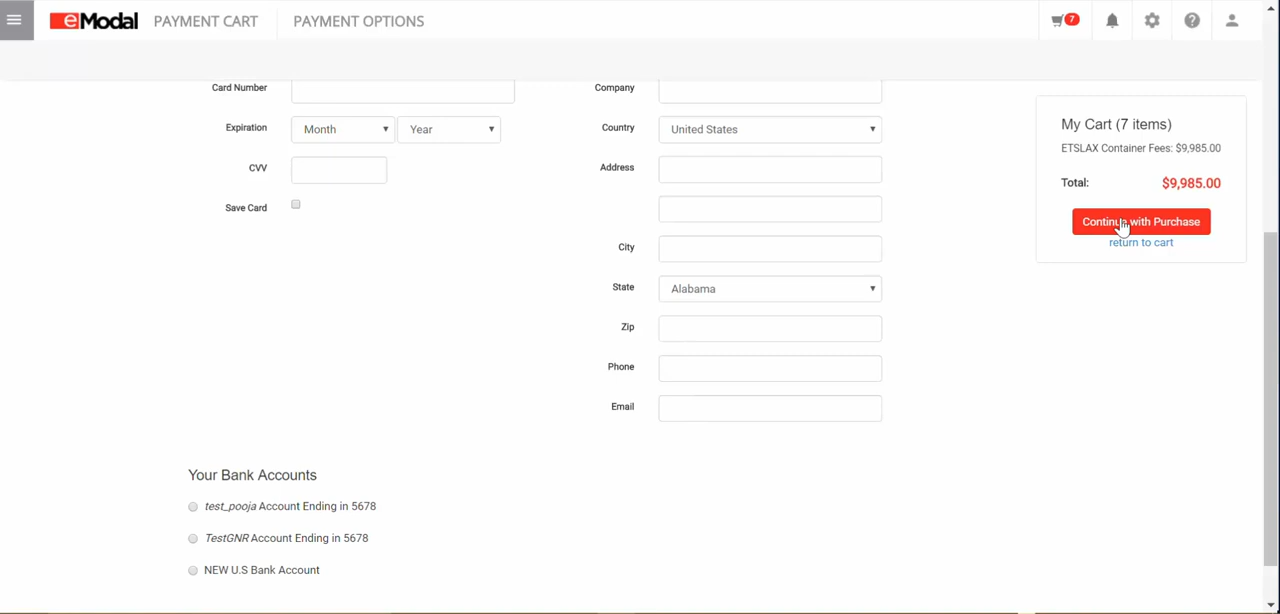 eModal PAYMENT CART PAYMENT OPTIONS 7
Card Number
Expiration Month Year
CVV
Save Card
Company
Country United States
Address
City
State Alabama
Zip
Phone
Email
My Cart (7 items)
ETSLAX Container Fees: $9,985.00
Total: $9,985.00
Continue with Purchase
return to cart
Your Bank Accounts
test_pooja Account Ending in 5678
TestGNR Account Ending in 5678
NEW U.S Bank Account